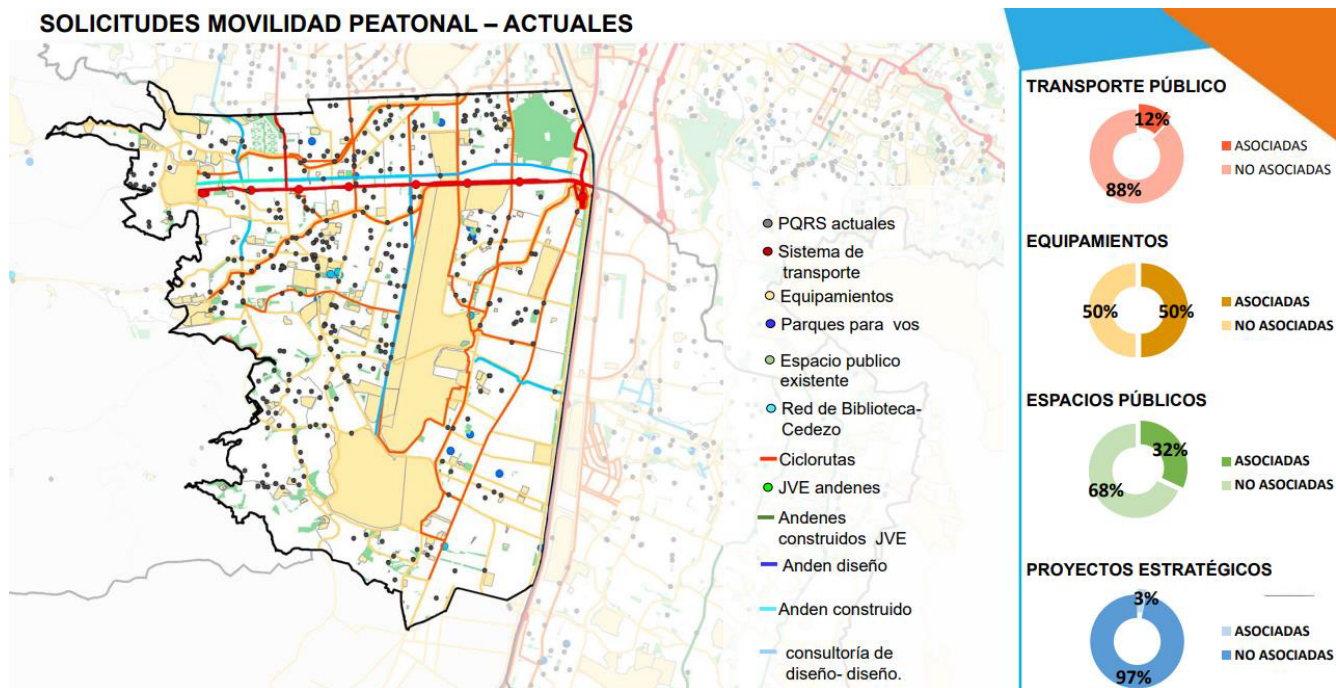 SOLICITUDES MOVILIDAD PEATONAL – ACTUALES
PQRS actuales
Sistema de
transporte
Equipamientos
Parques para vos
Espacio publico
existente
Red de Biblioteca-
Cedezo
Ciclorutas
JVE andenes
Andenes
construidos JVE
Anden diseño
Anden construido
consultoría de
diseño- diseño.
TRANSPORTE PÚBLICO
12%
88%
ASOCIADAS
NO ASOCIADAS
EQUIPAMIENTOS
50%
50%
ASOCIADAS
NO ASOCIADAS
ESPACIOS PÚBLICOS
32%
68%
ASOCIADAS
NO ASOCIADAS
PROYECTOS ESTRATÉGICOS
3%
97%
ASOCIADAS
NO ASOCIADAS